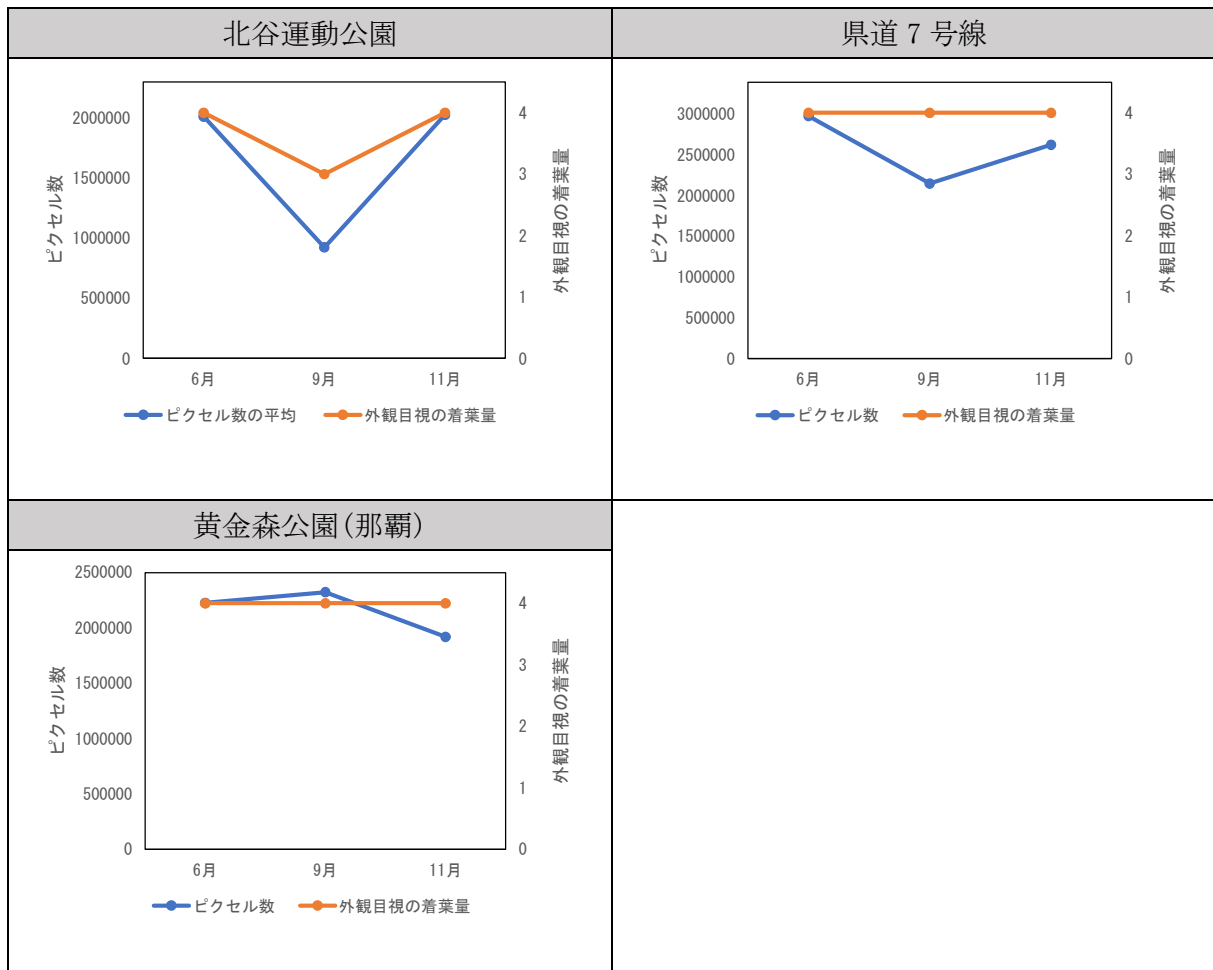 北谷運動公園
県道 7 号線
2000000
1500000
1000000
500000
0
ピクセル数
4
3
2
1
0
外観目視の着葉量
6月 9月 11月
ピクセル数の平均 外観目視の着葉量
3000000
2500000
2000000
1500000
1000000
500000
0
ピクセル数
4
3
2
1
0
外観目視の着葉量
6月 9月 11月
ピクセル数 外観目視の着葉量
黄金森公園(那覇)
2500000
2000000
1500000
1000000
500000
0
ピクセル数
4
3
2
1
0
外観目視の着葉量
6月 9月 11月
ピクセル数 外観目視の着葉量